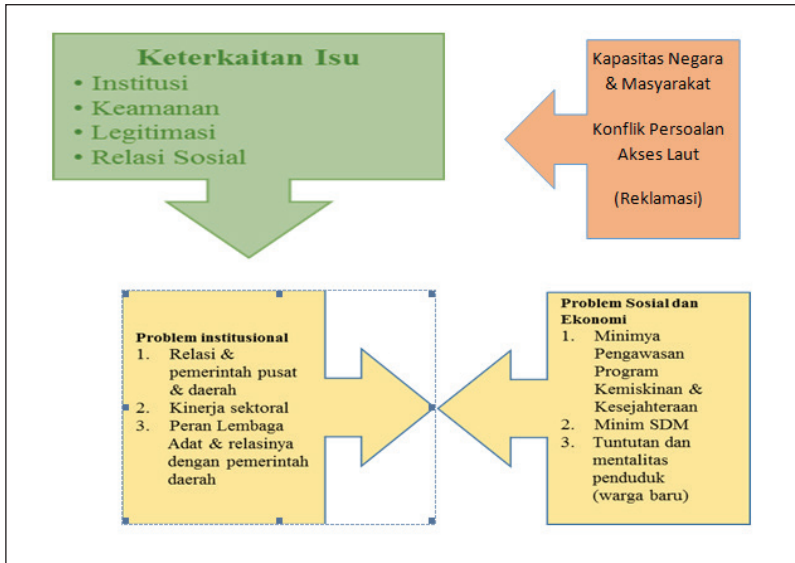 Keterkaitan Isu
• Institusi
• Keamanan
• Legitimasi
• Relasi Sosial
Kapasitas Negara
& Masyarakat
Konflik Persoalan
Akses Laut
(Reklamasi)
Problem institusional
1. Relasi &
pemerintah pusat
& daerah
2. Kinerja sektoral
3. Peran Lembaga
Adat & relasinya
dengan pemerintah
daerah
Problem Sosial dan
Ekonomi
1. Minimya
Pengawasan
Program
Kemiskinan &
Kesejahteraan
2. Minim SDM
3. Tuntutan dan
mentalitas
penduduk
(warga baru)